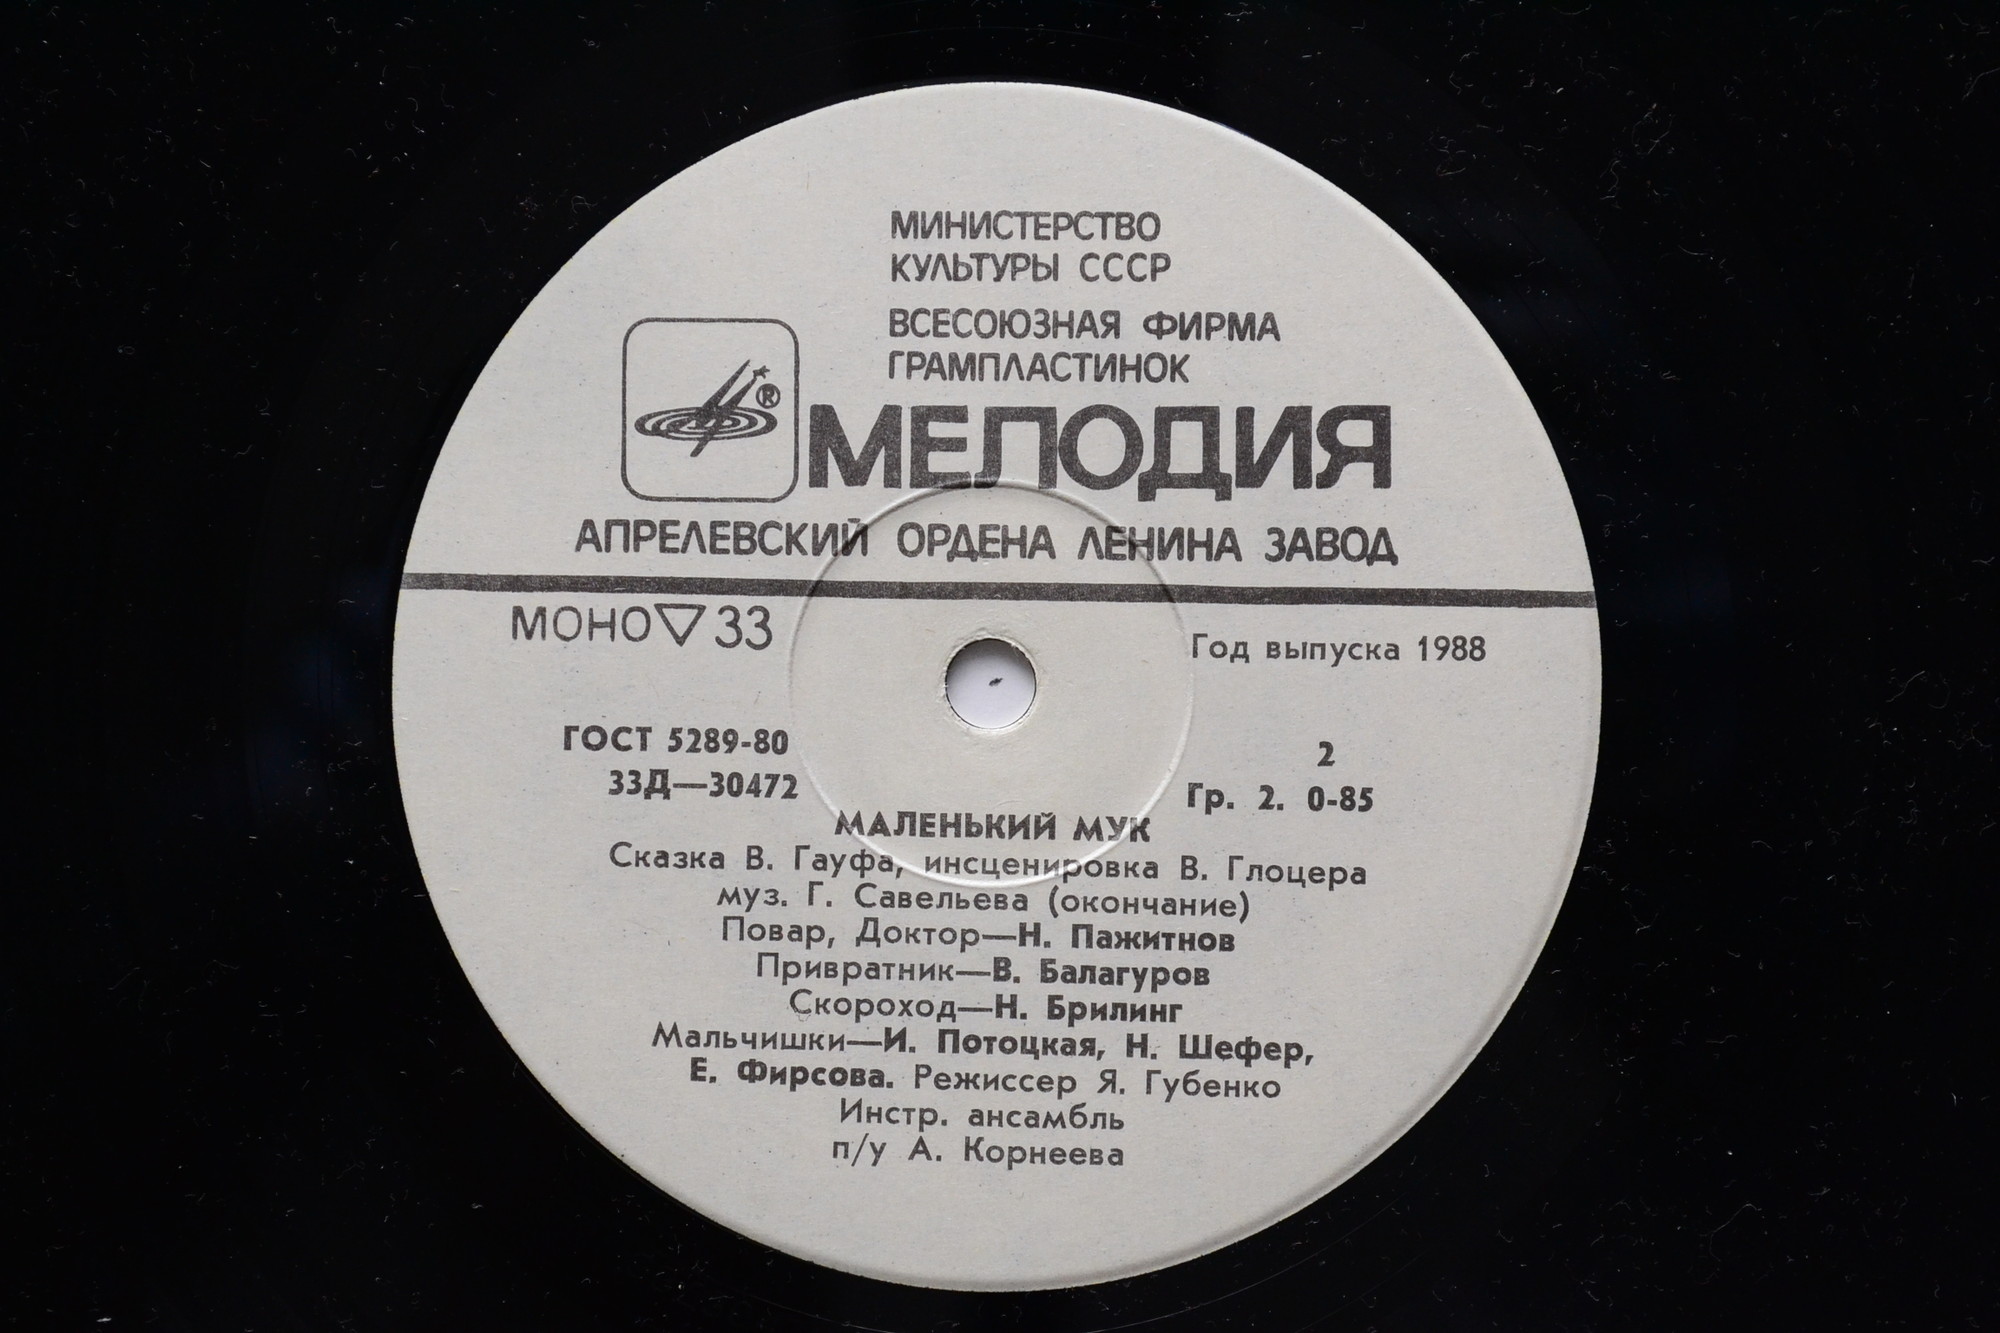 МИНИСТЕРСТВО
КУЛЬТУРЫ СССР
ВСЕСОЮЗНАЯ ФИРМА
ГРАМПЛАСТИНОК
®
МЕЛОДИЯ
АПРЕЛЕВСКИЙ ОРДЕНА ЛЕНИНА ЗАВОД
МОНО▽33
Год выпуска 1988
ГОСТ 5289-80
33Д—30472
2
Гр. 2. 0-85
МАЛЕНЬКИЙ МУК
Сказка В. Гауфа, инсценировка В. Глоцера
муз. Г. Савельева (окончание)
Повар, Доктор—Н. Пажитнов
Привратник—В. Балагуров
Скороход—Н. Брилинг
Мальчишки—И. Потоцкая, Н. Шефер,
Е. Фирсова. Режиссер Я. Губенко
Инстр. ансамбль
п/у А. Корнеева